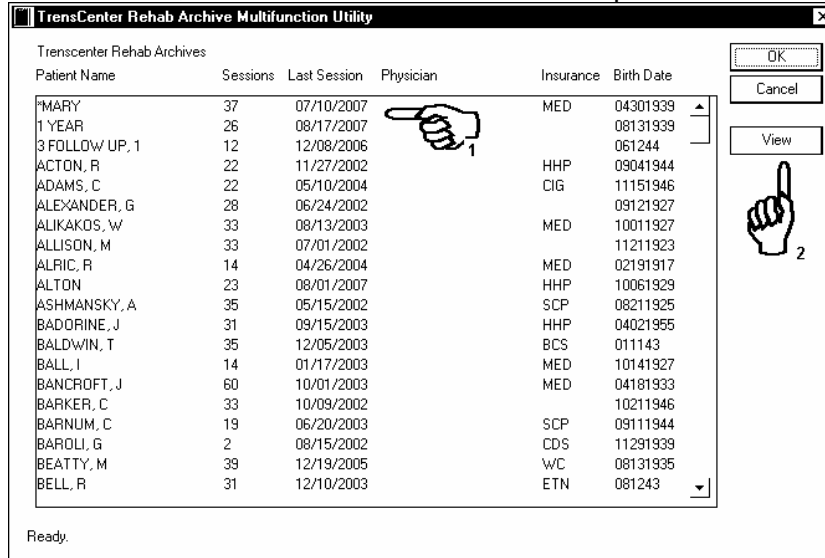 TrensCenter Rehab Archive Multifunction Utility
Trenscenter Rehab Archives
Patient Name Sessions Last Session Physician Insurance Birth Date
*MARY 37 07/10/2007 MED 04301939
1 YEAR 26 08/17/2007 08131939
3 FOLLOW UP, 1 12 12/08/2006 061244
ACTON, R 22 11/27/2002 HHP 09041944
ADAMS, C 22 05/10/2004 CIG 11151946
ALEXANDER, G 28 06/24/2002 09121927
ALIKAKOS, W 33 08/13/2003 MED 10011927
ALLISON, M 33 07/01/2002 11211923
ALRIC, R 14 04/26/2004 MED 02191917
ALTON 23 08/01/2007 HHP 10061929
ASHMANSKY, A 35 05/15/2002 SCP 08211925
BADORINE, J 31 09/15/2003 HHP 04021955
BALDWIN, T 35 12/05/2003 BCS 011143
BALL, I 14 01/17/2003 MED 10141927
BANCROFT, J 60 10/01/2003 MED 04181933
BARKER, C 33 10/09/2002 10211946
BARNUM, C 19 06/20/2003 SCP 09111944
BAROLI, G 2 08/15/2002 CDS 11291939
BEATTY, M 39 12/19/2005 WC 08131935
BELL, R 31 12/10/2003 ETN 081243
OK
Cancel
View
1
2
Ready.